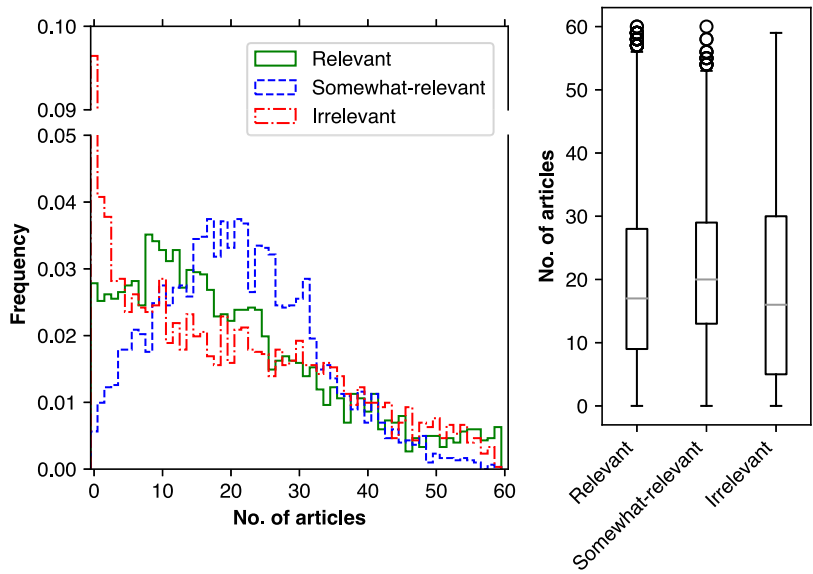 0.10
0.09
0.05
0.04
0.03
0.02
0.01
0.00
Frequency
Relevant
Somewhat-relevant
Irrelevant
0 10 20 30 40 50 60
No. of articles
60
50
40
30
20
10
0
No. of articles
Relevant
Somewhat-relevant
Irrelevant